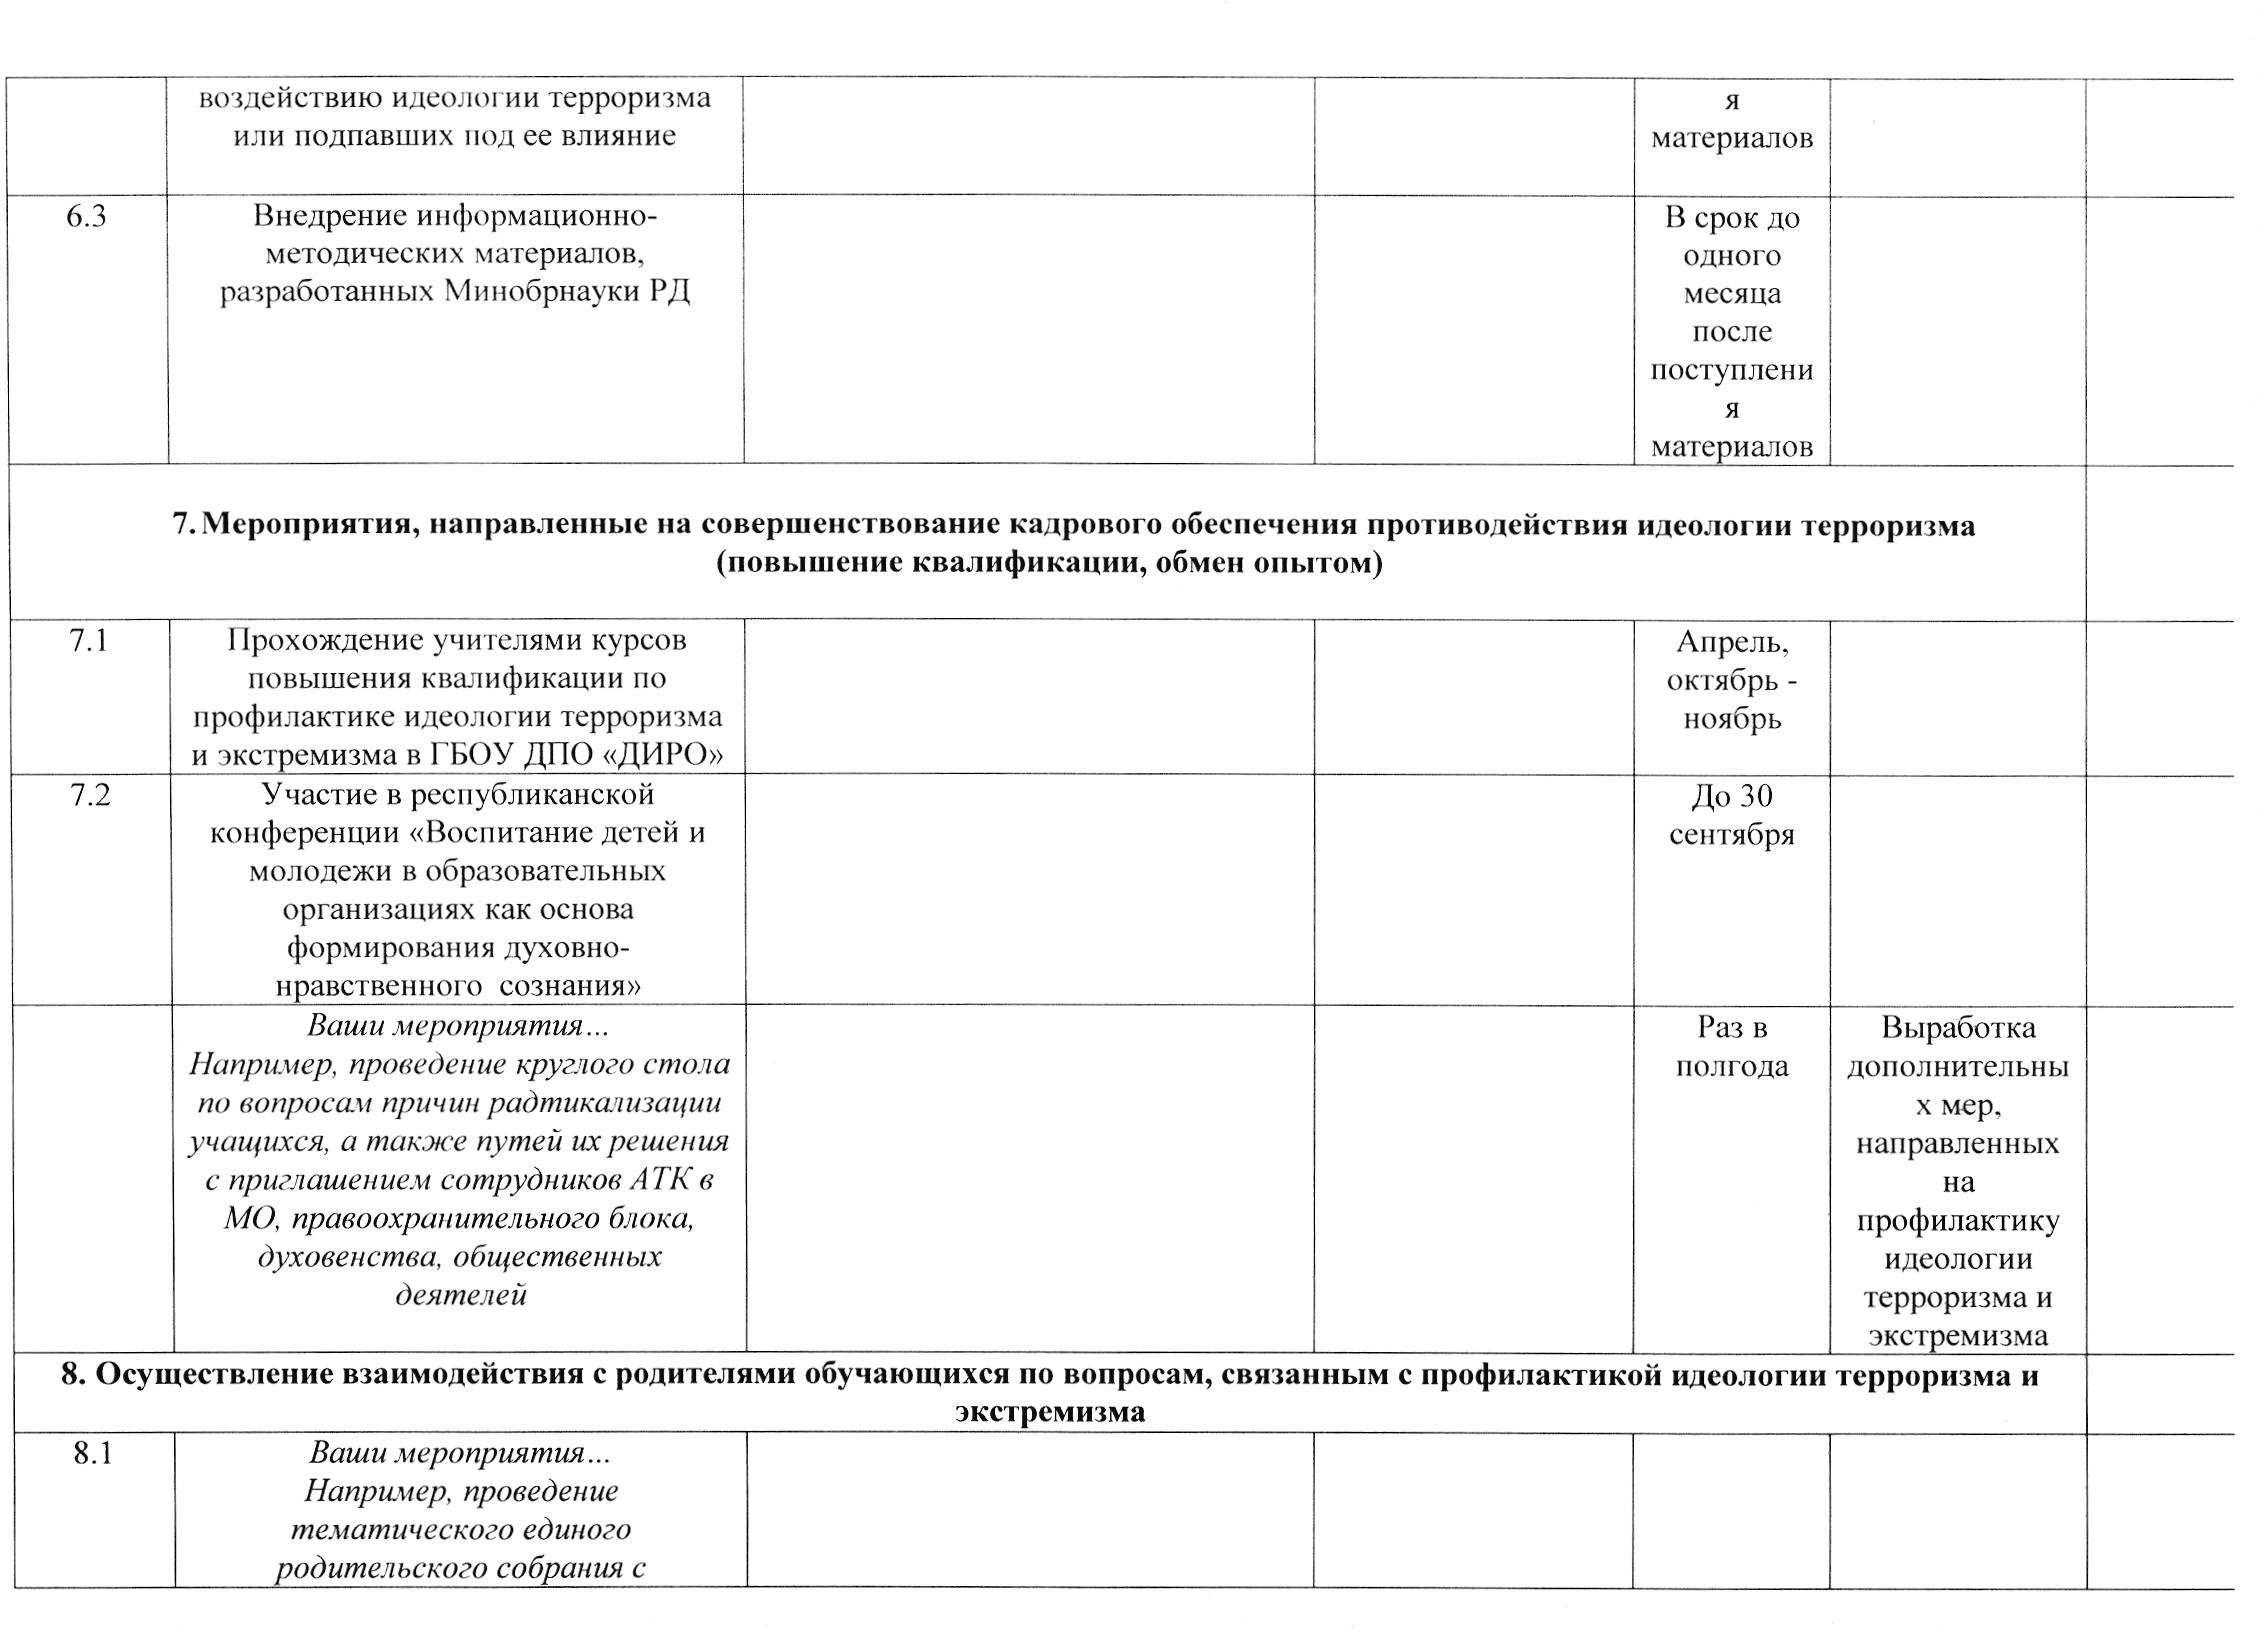 воздействию идеологии терроризма
или подпавших под ее влияние
я
материалов
6.3
Внедрение информационно-
методических материалов,
разработанных Минобрнауки РД
В срок до
одного
месяца
после
поступлени
я
материалов
7. Мероприятия, направленные на совершенствование кадрового обеспечения противодействия идеологии терроризма
(повышение квалификации, обмен опытом)
7.1
Прохождение учителями курсов
повышения квалификации по
профилактике идеологии терроризма
и экстремизма в ГБОУ ДПО «ДИРО»
Апрель,
октябрь -
ноябрь
7.2
Участие в республиканской
конференции «Воспитание детей и
молодежи в образовательных
организациях как основа
формирования духовно-
нравственного сознания»
До 30
сентября
Ваши мероприятия...
Например, проведение круглого стола
по вопросам причин радтикализации
учащихся, а также путей их решения
с приглашением сотрудников АТК в
МО, правоохранительного блока,
духовенства, общественных
деятелей
Раз в
полгода
Выработка
дополнительны
х мер,
направленных
на
профилактику
идеологии
терроризма и
экстремизма
8. Осуществление взаимодействия с родителями обучающихся по вопросам, связанным с профилактикой идеологии терроризма и
экстремизма
8.1
Ваши мероприятия...
Например, проведение
тематического единого
родительского собрания с